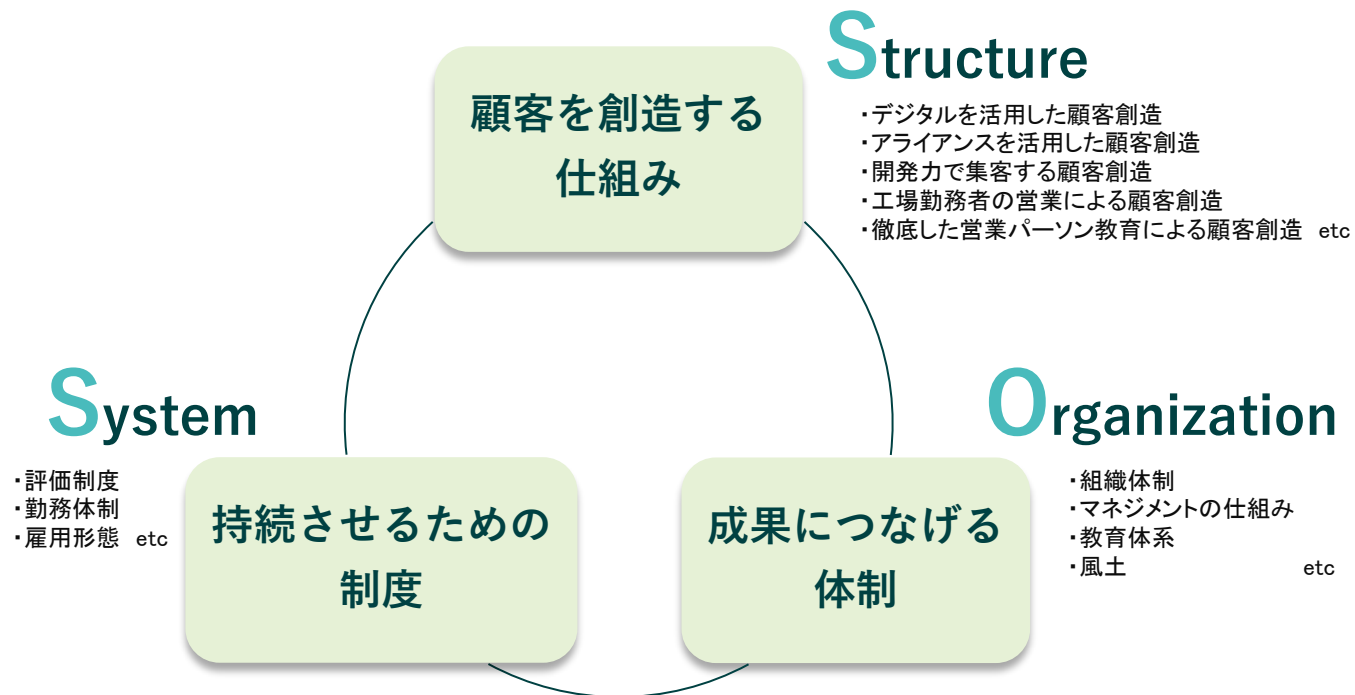 Structure
顧客を創造する
仕組み
・デジタルを活用した顧客創造
・アライアンスを活用した顧客創造
・開発力で集客する顧客創造
・工場勤務者の営業による顧客創造
・徹底した営業パーソン教育による顧客創造 etc
System
・評価制度
・勤務体制
・雇用形態 etc
持続させるための
制度
Organization
成果につなげる
体制
・組織体制
・マネジメントの仕組み
・教育体系
・風土 etc